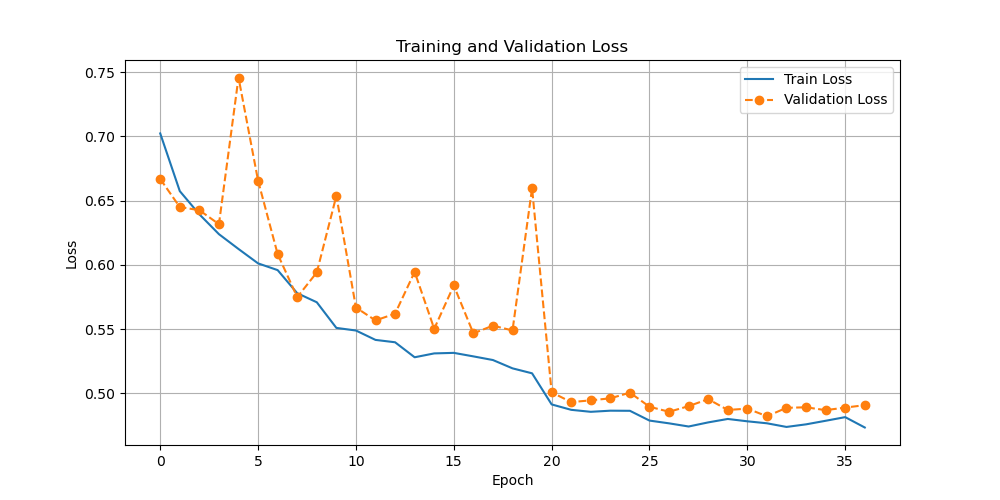 Training and Validation Loss
Train Loss
Validation Loss
0.75
0.70
0.65
0.60
0.55
0.50
Loss
0 5 10 15 20 25 30 35
Epoch